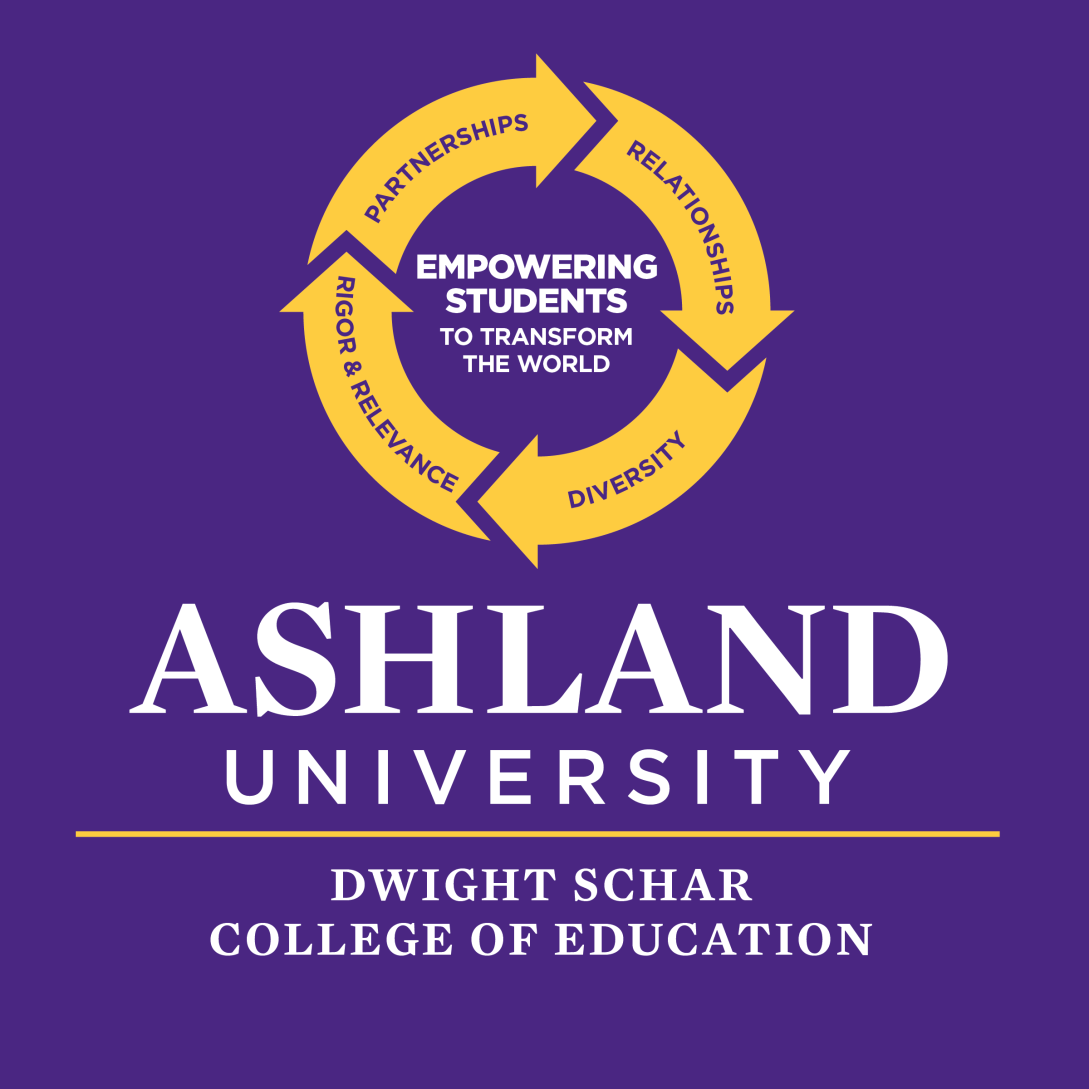 PARTNERSHIPS
RELATIONSHIPS
DIVERSITY
RIGOR & RELEVANCE
EMPOWERING
STUDENTS
TO TRANSFORM
THE WORLD
ASHLAND
UNIVERSITY
DWIGHT SCHAR
COLLEGE OF EDUCATION